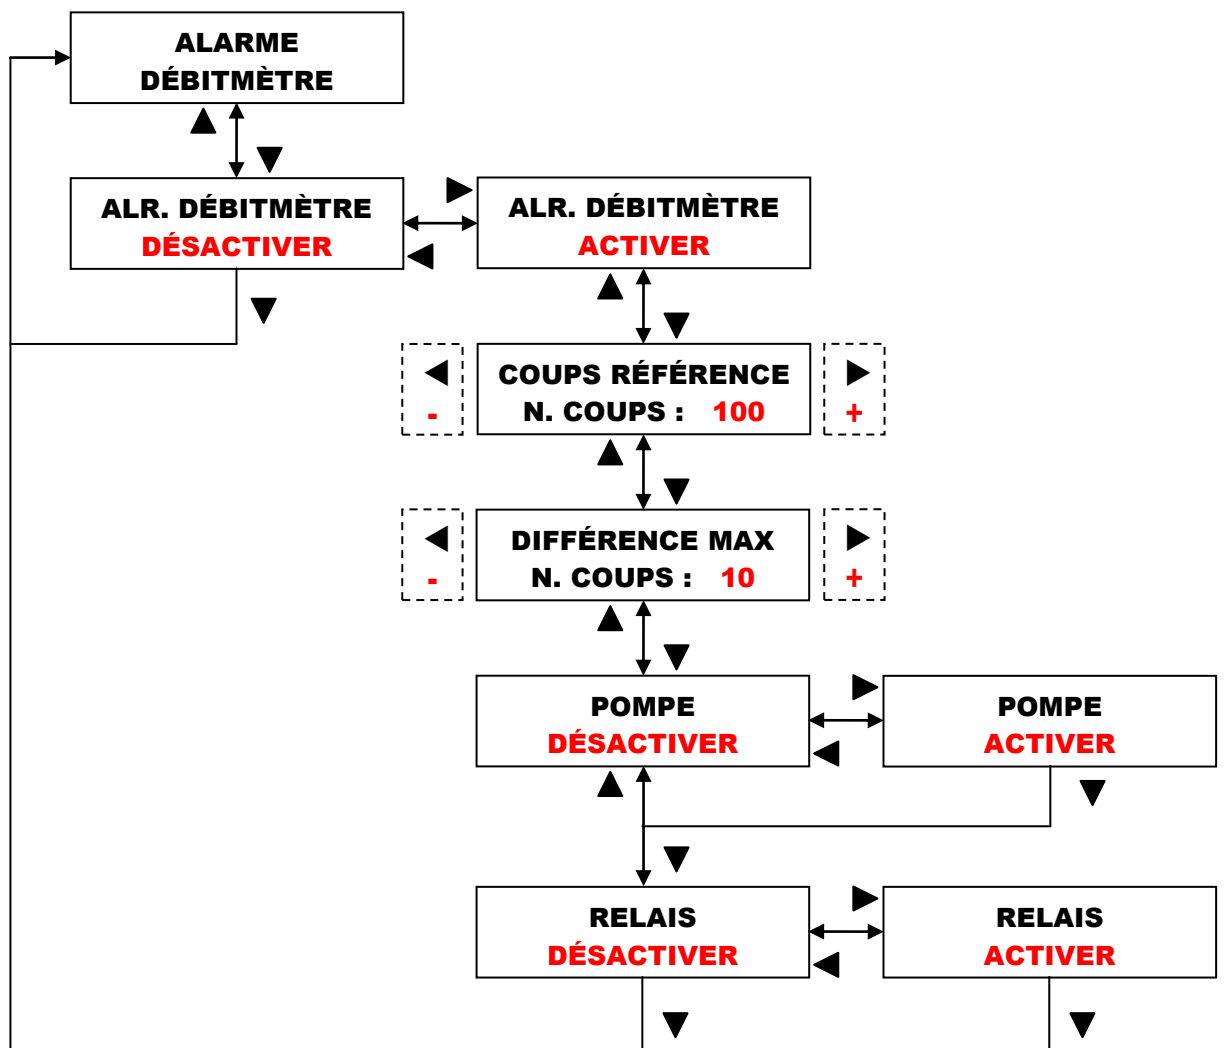 ALARME
DÉBITMÈTRE
ALR. DÉBITMÈTRE
DÉSACTIVER
ALR. DÉBITMÈTRE
ACTIVER
-
COUPS RÉFÉRENCE
N. COUPS : 100
+
-
DIFFÉRENCE MAX
N. COUPS : 10
+
POMPE
DÉSACTIVER
POMPE
ACTIVER
RELAIS
DÉSACTIVER
RELAIS
ACTIVER